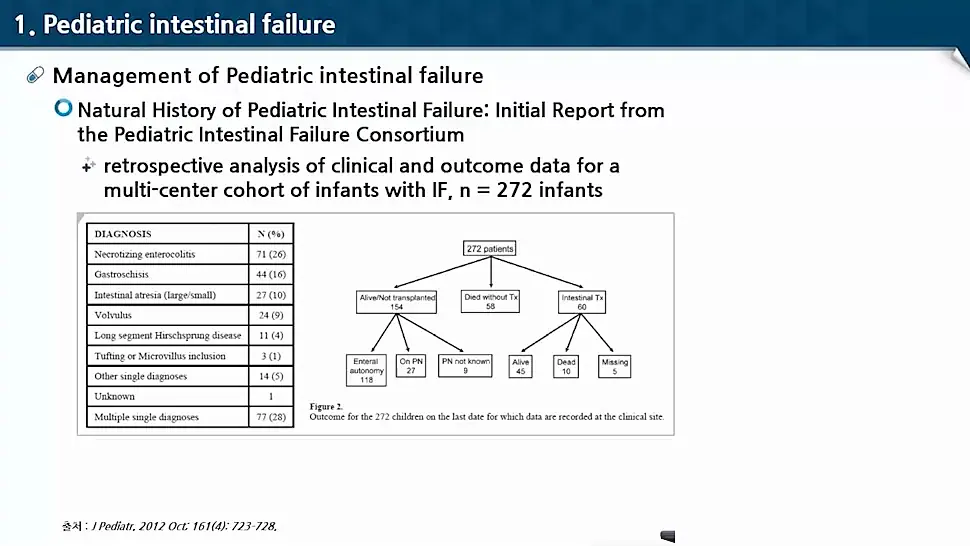 1. Pediatric intestinal failure
Management of Pediatric intestinal failure
Natural History of Pediatric Intestinal Failure: Initial Report from
the Pediatric Intestinal Failure Consortium
retrospective analysis of clinical and outcome data for a
multi-center cohort of infants with IF, n = 272 infants
DIAGNOSIS N (%)
Necrotizing enterocolitis 71 (26)
Gastroschisis 44 (16)
Intestinal atresia (large/small) 27 (10)
Volvulus 24 (9)
Long segment Hirschsprung disease 11 (4)
Tufting or Microvillus inclusion 3 (1)
Other single diagnoses 14 (5)
Unknown 1
Multiple single diagnoses 77 (28)
272 patients
Alive/Not transplanted
154
Died without Tx
58
Intestinal Tx
60
Enteral
autonomy
118
On PN
27
PN not known
9
Alive
45
Dead
10
Missing
5
Figure 2.
Outcome for the 272 children on the last date for which data are recorded at the clinical site.
출처 : J Pediatr. 2012 Oct; 161(4): 723-728.